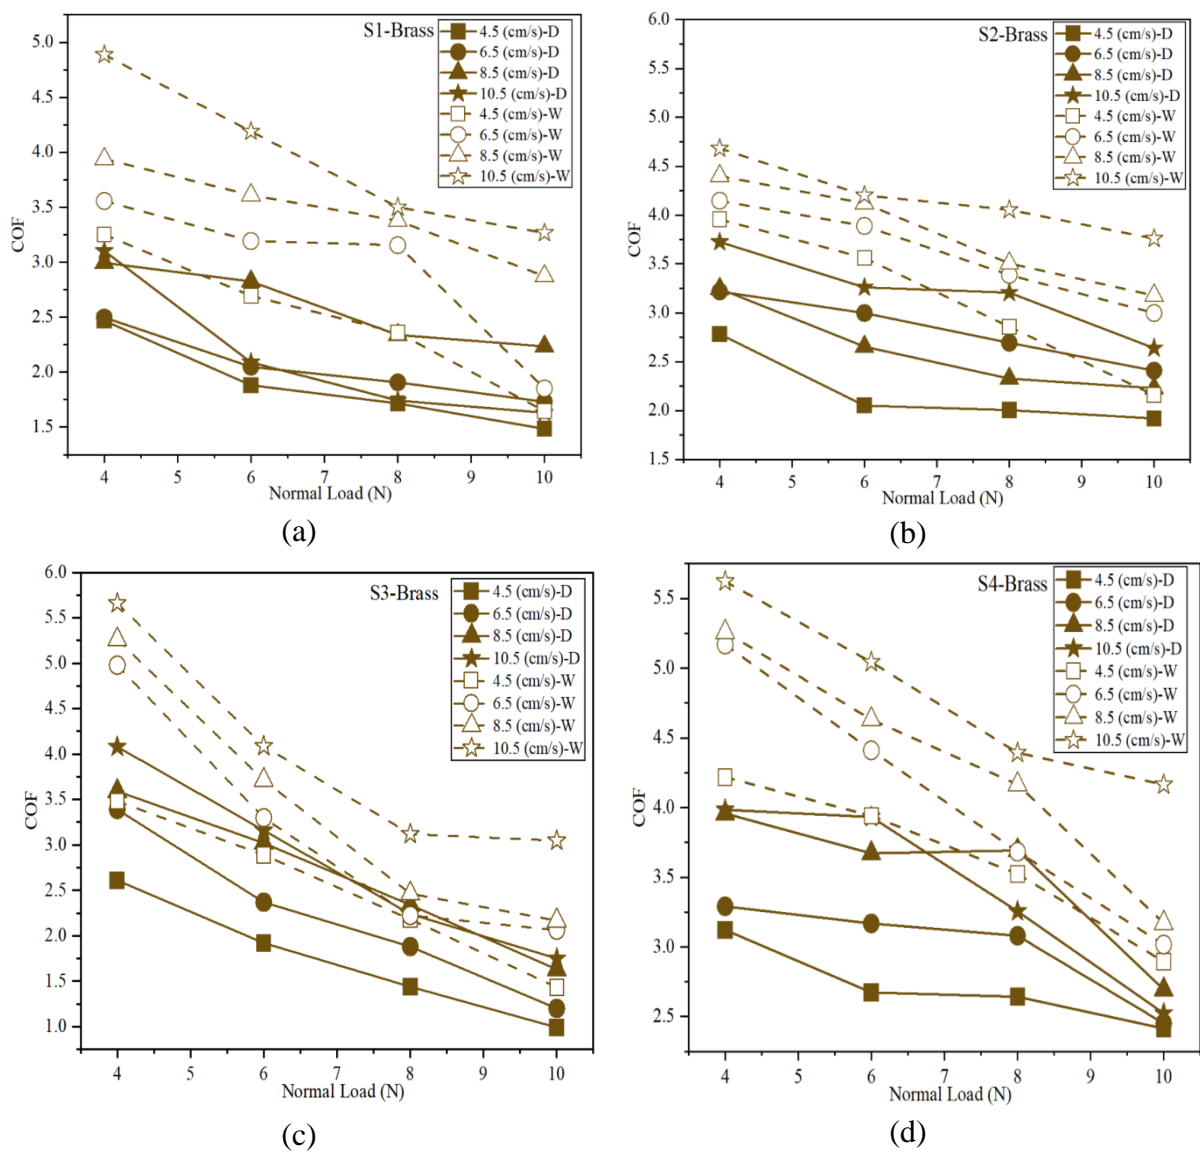 S1-Brass
4.5 (cm/s)-D
6.5 (cm/s)-D
8.5 (cm/s)-D
10.5 (cm/s)-D
4.5 (cm/s)-W
6.5 (cm/s)-W
8.5 (cm/s)-W
10.5 (cm/s)-W
5.0
4.5
4.0
3.5
3.0
2.5
2.0
1.5
COF
4 5 6 7 8 9 10
Normal Load (N)
(a)
S2-Brass
4.5 (cm/s)-D
6.5 (cm/s)-D
8.5 (cm/s)-D
10.5 (cm/s)-D
4.5 (cm/s)-W
6.5 (cm/s)-W
8.5 (cm/s)-W
10.5 (cm/s)-W
6.0
5.5
5.0
4.5
4.0
3.5
3.0
2.5
2.0
1.5
COF
4 5 6 7 8 9 10
Normal Load (N)
(b)
S3-Brass
4.5 (cm/s)-D
6.5 (cm/s)-D
8.5 (cm/s)-D
10.5 (cm/s)-D
4.5 (cm/s)-W
6.5 (cm/s)-W
8.5 (cm/s)-W
10.5 (cm/s)-W
6.0
5.5
5.0
4.5
4.0
3.5
3.0
2.5
2.0
1.5
1.0
COF
4 5 6 7 8 9 10
Normal Load (N)
(c)
S4-Brass
4.5 (cm/s)-D
6.5 (cm/s)-D
8.5 (cm/s)-D
10.5 (cm/s)-D
4.5 (cm/s)-W
6.5 (cm/s)-W
8.5 (cm/s)-W
10.5 (cm/s)-W
5.5
5.0
4.5
4.0
3.5
3.0
2.5
COF
4 5 6 7 8 9 10
Normal Load (N)
(d)